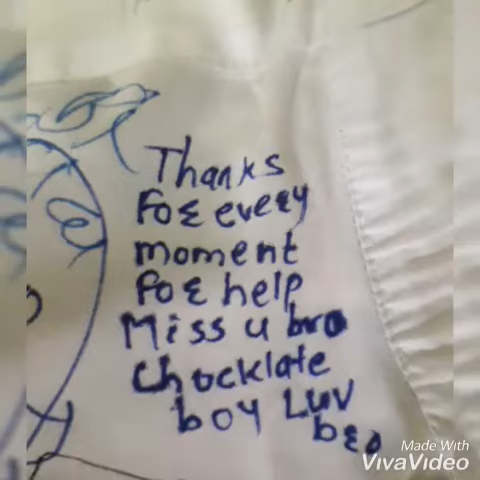 Thanks
For every
moment
for help
Miss u bro
chocklate
boy Luv
bro
Made With
VivaVideo